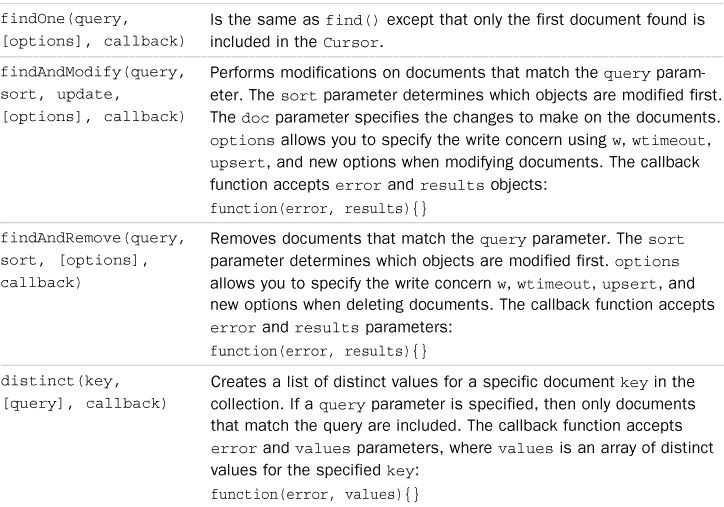 findOne(query,
[options], callback)
Is the same as find() except that only the first document found is
included in the Cursor.
findAndModify(query,
sort, update,
[options], callback)
Performs modifications on documents that match the query param-
eter. The sort parameter determines which objects are modified first.
The doc parameter specifies the changes to make on the documents.
options allows you to specify the write concern using w, wtimeout,
upsert, and new options when modifying documents. The callback
function accepts error and results objects:
function(error, results){}
findAndRemove(query,
sort, [options],
callback)
Removes documents that match the query parameter. The sort
parameter determines which objects are modified first. options
allows you to specify the write concern w, wtimeout, upsert, and
new options when deleting documents. The callback function accepts
error and results parameters:
function(error, results){}
distinct(key,
[query], callback)
Creates a list of distinct values for a specific document key in the
collection. If a query parameter is specified, then only documents
that match the query are included. The callback function accepts
error and values parameters, where values is an array of distinct
values for the specified key:
function(error, values){}